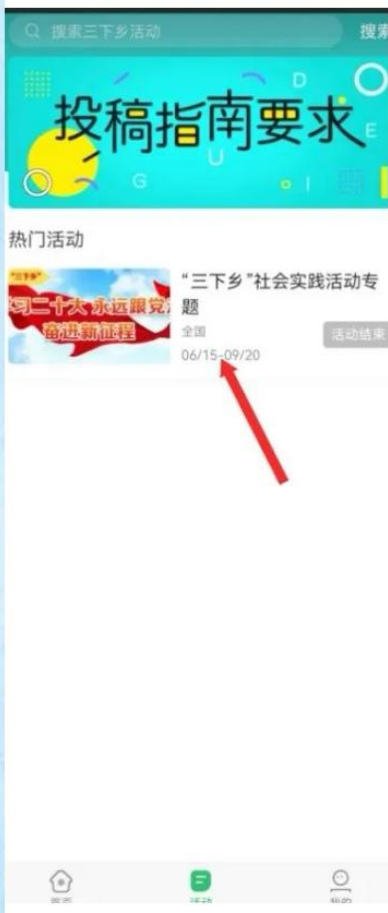 搜索三下乡活动
搜索
投稿指南要求
D
E
U
G
I
热门活动
“三下乡”
习二十大 永远跟党
奋进新征程
“三下乡”社会实践活动专
题
全国
活动结束
06/15-09/20
首页
活动
我的